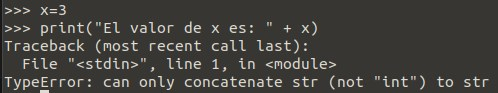 >>> x=3
>>> print("El valor de x es: " + x)
Traceback (most recent call last):
  File "<stdin>", line 1, in <module>
TypeError: can only concatenate str (not "int") to str